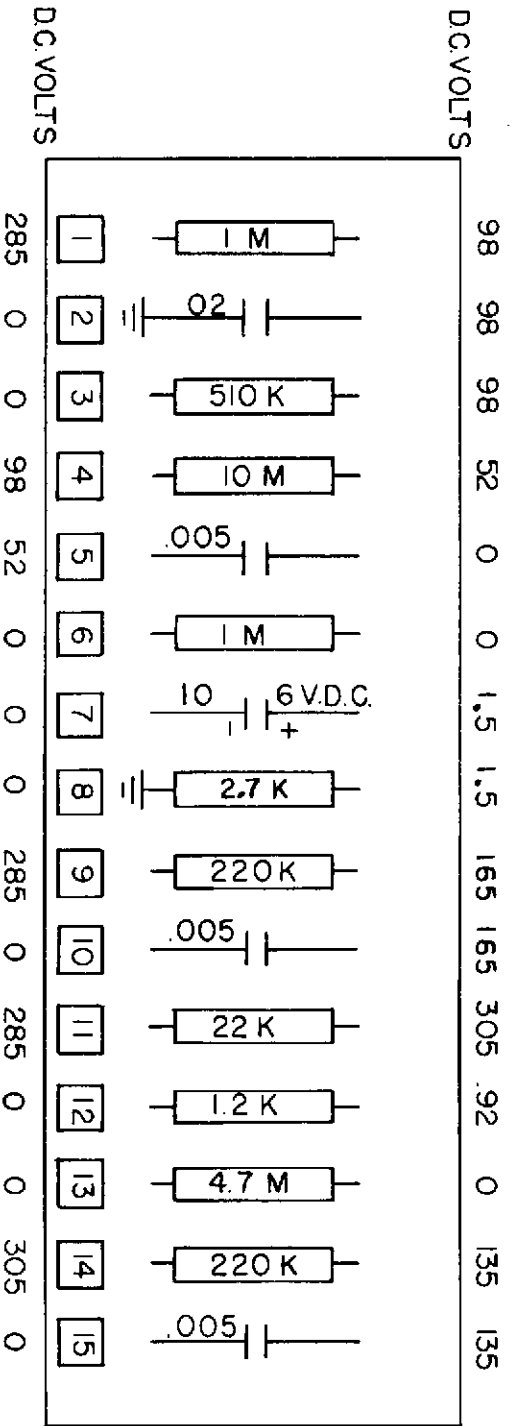 D.C. VOLTS D.C. VOLTS
285 1 1 M 98
0 2 02 98
0 3 510 K 98
98 4 10 M 52
52 5 .005 0
0 6 1 M 0
0 7 10 6 V.D.C. 1.5
- +
0 8 2.7 K 1.5
285 9 220 K 165
0 10 .005 165
285 11 22 K 305
0 12 1.2 K .92
0 13 4.7 M 0
305 14 220 K 135
0 15 .005 135